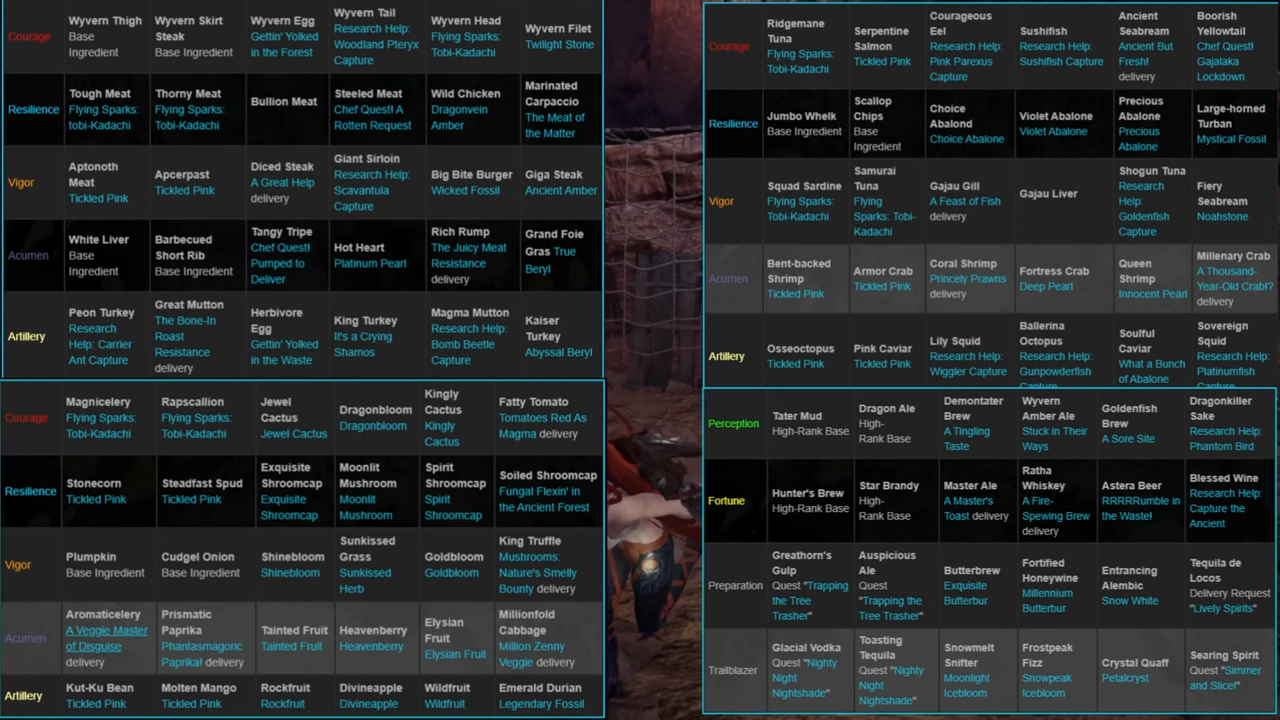 Courage
Wyvern Thigh
Base
Ingredient
Wyvern Skirt
Steak
Base Ingredient
Wyvern Egg
Gettin' Yolked
in the Forest
Wyvern Tail
Research Help:
Woodland Pteryx
Capture
Wyvern Head
Flying Sparks:
Tobi-Kadachi
Wyvern Filet
Twilight Stone
Resilience
Tough Meat
Flying Sparks:
tobi-Kadachi
Thorny Meat
Flying Sparks:
Tobi-Kadachi
Bullion Meat
Steeled Meat
Chef Quest! A
Rotten Request
Wild Chicken
Dragonvein
Amber
Marinated
Carpaccio
The Meat of
the Matter
Vigor
Aptonoth
Meat
Tickled Pink
Apcerpast
Tickled Pink
Diced Steak
A Great Help
delivery
Giant Sirloin
Research Help:
Scavantula
Capture
Big Bite Burger
Wicked Fossil
Giga Steak
Ancient Amber
Acumen
White Liver
Base
Ingredient
Barbecued
Short Rib
Base Ingredient
Tangy Tripe
Chef Quest!
Pumped to
Deliver
Hot Heart
Platinum Pearl
Rich Rump
The Juicy Meat
Resistance
delivery
Grand Foie
Gras True
Beryl
Artillery
Peon Turkey
Research
Help: Carrier
Ant Capture
Great Mutton
The Bone-In
Roast
Resistance
delivery
Herbivore
Egg
Gettin' Yolked
in the Waste
King Turkey
It's a Crying
Shamos
Magma Mutton
Research Help:
Bomb Beetle
Capture
Kaiser
Turkey
Abyssal Beryl
Courage
Ridgemane
Tuna
Flying Sparks:
Tobi-Kadachi
Serpentine
Salmon
Tickled Pink
Courageous
Eel
Research Help:
Pink Parexus
Capture
Sushifish
Research Help:
Sushifish Capture
Ancient
Seabream
Ancient But
Fresh!
delivery
Boorish
Yellowtail
Chef Quest!
Gajalaka
Lockdown
Resilience
Jumbo Whelk
Base Ingredient
Scallop
Chips
Base
Ingredient
Choice
Abalond
Choice Abalone
Violet Abalone
Violet Abalone
Precious
Abalone
Precious
Abalone
Large-horned
Turban
Mystical Fossil
Vigor
Squad Sardine
Flying Sparks:
Tobi-Kadachi
Samurai
Tuna
Flying
Sparks: Tobi-
Kadachi
Gajau Gill
A Feast of Fish
delivery
Gajau Liver
Shogun Tuna
Research
Help:
Goldenfish
Capture
Fiery
Seabream
Noahstone
Acumen
Bent-backed
Shrimp
Tickled Pink
Armor Crab
Tickled Pink
Coral Shrimp
Princely Prawns
delivery
Fortress Crab
Deep Pearl
Queen
Shrimp
Innocent Pearl
Millenary Crab
A Thousand-
Year-Old Crab!?
delivery
Artillery
Osseoctopus
Tickled Pink
Pink Caviar
Tickled Pink
Lily Squid
Research Help:
Wiggler Capture
Ballerina
Octopus
Research Help:
Gunpowderfish
Capture
Soulful
Caviar
What a Bunch
of Abalone
Sovereign
Squid
Research Help:
Platinumfish
Capture
Courage
Magnicelery
Flying Sparks:
Tobi-Kadachi
Rapscallion
Flying Sparks:
Tobi-Kadachi
Jewel
Cactus
Jewel Cactus
Dragonbloom
Dragonbloom
Kingly
Cactus
Kingly
Cactus
Fatty Tomato
Tomatoes Red As
Magma delivery
Resilience
Stonecorn
Tickled Pink
Steadfast Spud
Tickled Pink
Exquisite
Shroomcap
Exquisite
Shroomcap
Moonlit
Mushroom
Moonlit
Mushroom
Spirit
Shroomcap
Spirit
Shroomcap
Soiled Shroomcap
Fungal Flexin' in
the Ancient Forest
Vigor
Plumpkin
Base Ingredient
Cudgel Onion
Base Ingredient
Shinebloom
Shinebloom
Sunkissed
Grass
Sunkissed
Herb
Goldbloom
Goldbloom
King Truffle
Mushrooms:
Nature's Smelly
Bounty delivery
Acumen
Aromaticelery
A Veggie Master
of Disguise
delivery
Prismatic
Paprika
Phantasmagoric
Paprika! delivery
Tainted Fruit
Tainted Fruit
Heavenberry
Heavenberry
Elysian
Fruit
Elysian Fruit
Millionfold
Cabbage
Million Zenny
Veggie delivery
Artillery
Kut-Ku Bean
Tickled Pink
Molten Mango
Tickled Pink
Rockfruit
Rockfruit
Divineapple
Divineapple
Wildfruit
Wildfruit
Emerald Durian
Legendary Fossil
Perception
Tater Mud
High-Rank Base
Dragon Ale
High-
Rank Base
Demontater
Brew
A Tingling
Taste
Wyvern
Amber Ale
Stuck in Their
Ways
Goldenfish
Brew
A Sore Site
Dragonkiller
Sake
Research Help:
Phantom Bird
Fortune
Hunter's Brew
High-Rank Base
Star Brandy
High-
Rank Base
Master Ale
A Master's
Toast delivery
Ratha
Whiskey
A Fire-
Spewing Brew
delivery
Astera Beer
RRRRRumble in
the Waste!
Blessed Wine
Research Help:
Capture the
Ancient
Preparation
Greathorn's
Gulp
Quest "Trapping
the Tree
Trasher"
Auspicious
Ale
Quest
"Trapping the
Tree Trasher"
Butterbrew
Exquisite
Butterbur
Fortified
Honeywine
Millennium
Butterbur
Entrancing
Alembic
Snow White
Tequila de
Locos
Delivery Request
"Lively Spirits"
Trailblazer
Glacial Vodka
Quest "Nighty
Night
Nightshade"
Toasting
Tequila
Quest "Nighty
Night
Nightshade"
Snowmelt
Snifter
Moonlight
Icebloom
Frostpeak
Fizz
Snowpeak
Icebloom
Crystal Quaff
Petalcryst
Searing Spirit
Quest "Simmer
and Slice!"